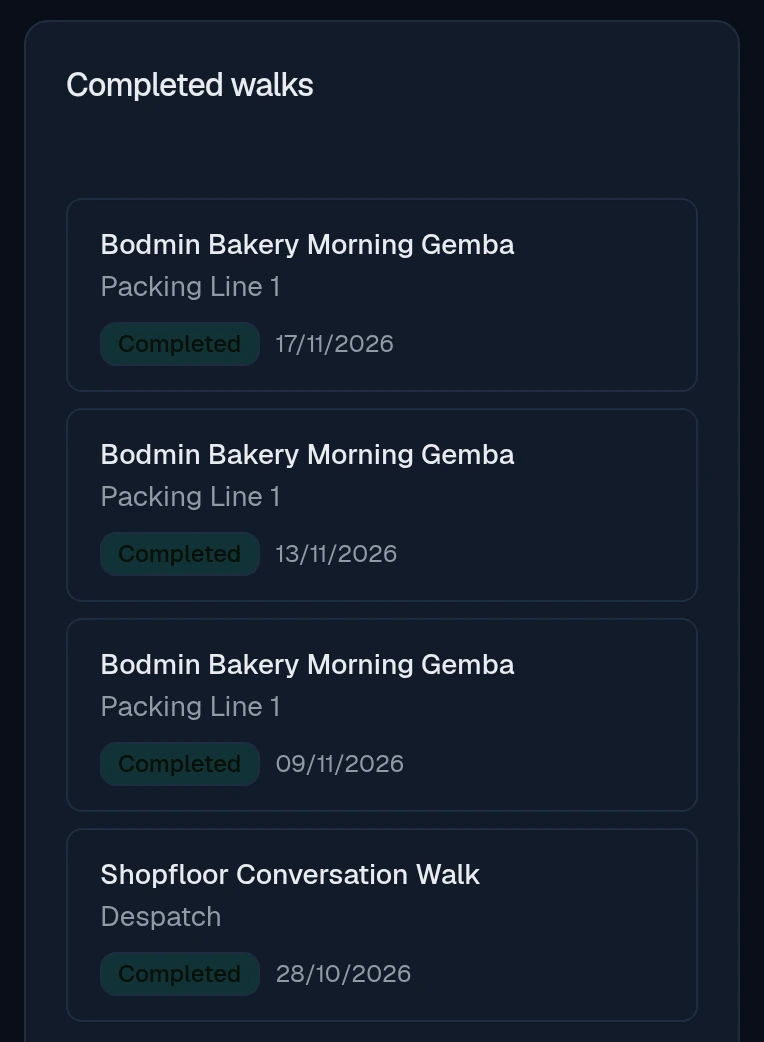 Completed walks
Bodmin Bakery Morning Gemba
Packing Line 1
Completed 17/11/2026
Bodmin Bakery Morning Gemba
Packing Line 1
Completed 13/11/2026
Bodmin Bakery Morning Gemba
Packing Line 1
Completed 09/11/2026
Shopfloor Conversation Walk
Despatch
Completed 28/10/2026